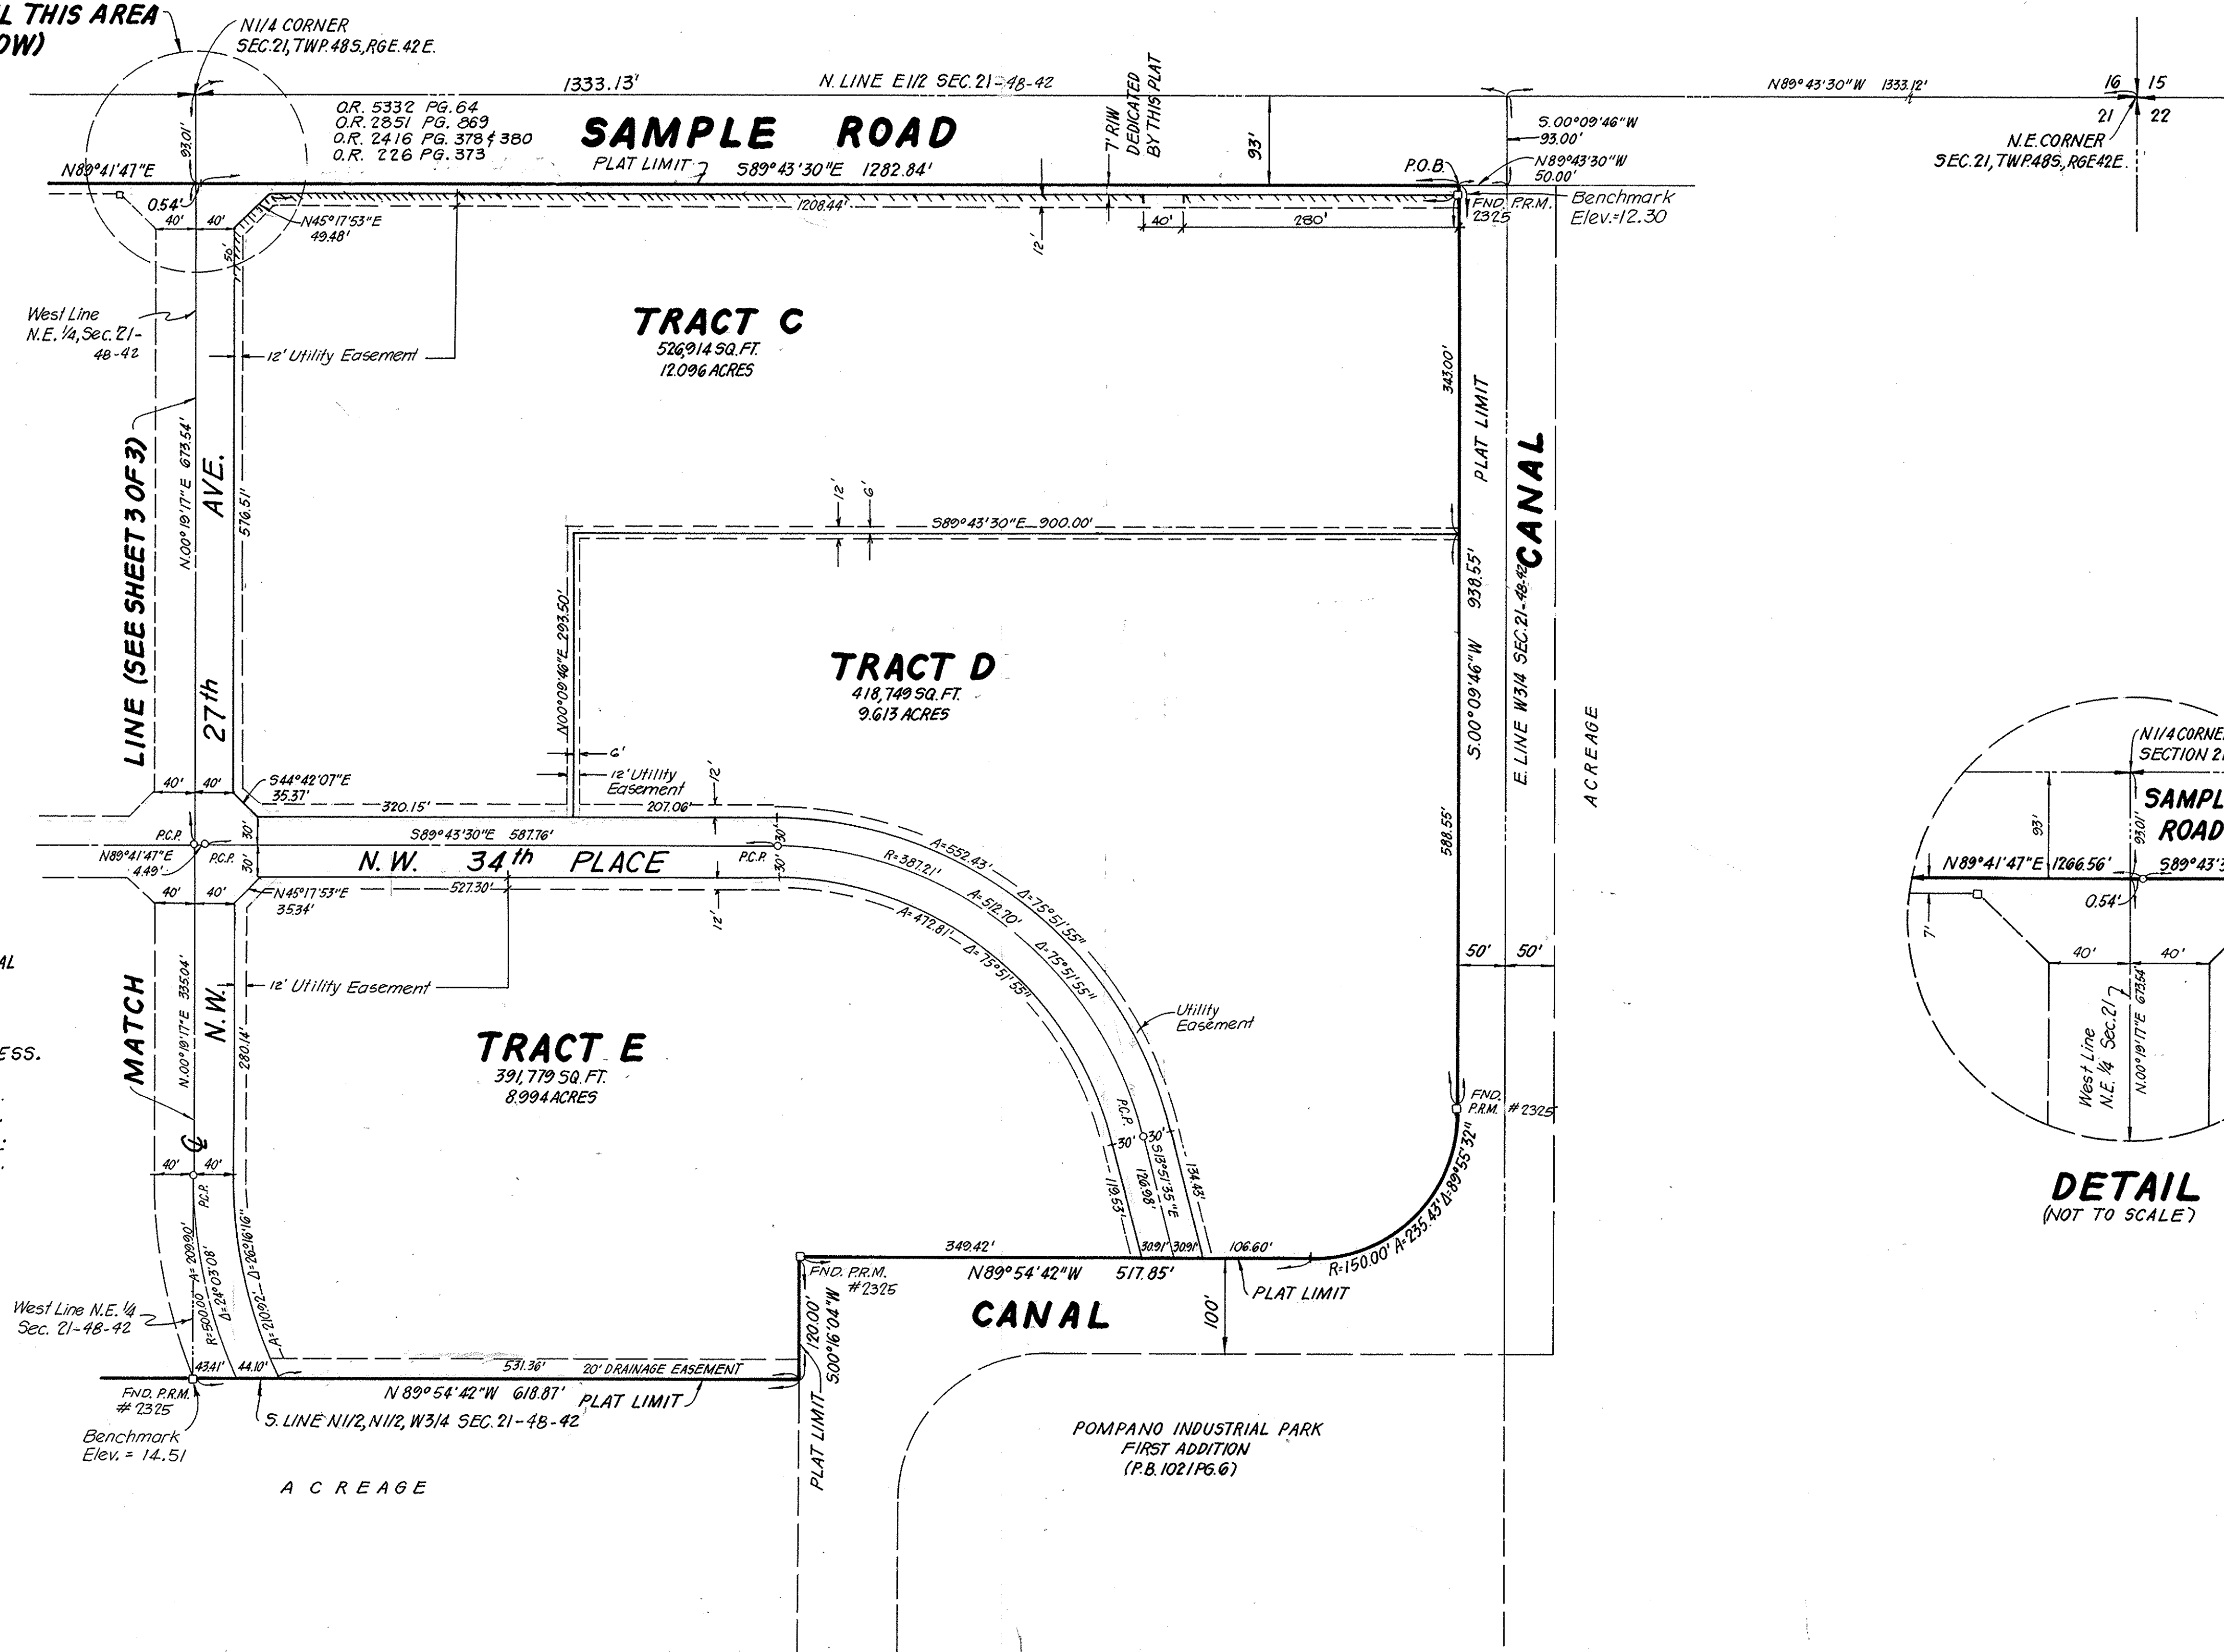 L THIS AREA
OW)
N1/4 CORNER
SEC.21, TWP. 48S., RGE. 42E.
1333.13'
N. LINE E1/2 SEC. 21-48-42
N89°43'30"W 1333.12'
16 15
21 22
N.E. CORNER
SEC. 21, TWP. 48S., RGE 42E.
O.R. 5332 PG. 64
O.R. 2851 PG. 869
O.R. 2416 PG. 378 & 380
O.R. 226 PG. 373
SAMPLE ROAD
PLAT LIMIT
S89°43'30"E 1282.84'
7' R/W
DEDICATED
BY THIS PLAT
93'
S.00°09'46"W
93.00'
N89°43'30"W
50.00'
P.O.B.
FND. P.R.M.
2325
Benchmark
Elev.=12.30
93.01'
N89°41'47"E
0.54'
40' 40'
50'
N45°17'53"E
49.48'
1208.44'
12'
40'
280'
West Line
N.E. 1/4, Sec. 21-
48-42
12' Utility Easement
TRACT C
526,914 SQ. FT.
12.096 ACRES
343.00'
PLAT LIMIT
CANAL
LINE (SEE SHEET 3 OF 3)
N.00°19'17"E 673.54'
27th AVE.
576.51'
12'
6'
S89°43'30"E 900.00'
N00°09'46"E 293.50'
S.00°09'46"W 938.55'
E. LINE W3/4 SEC. 21-48-42
ACREAGE
TRACT D
418,749 SQ. FT.
9.613 ACRES
6'
12' Utility
Easement
12'
40' 40'
S44°42'07"E
35.37'
320.15'
207.06'
P.C.P.
N89°41'47"E
4.49'
P.C.P.
30'
30'
S89°43'30"E 587.76'
N.W. 34th PLACE
P.C.P.
30'
30'
40' 40'
N45°17'53"E
35.34'
527.30'
12'
A=552.43'
Δ=75°51'55"
R=387.21'
A=512.70'
Δ=75°51'55"
A=472.81'
Δ=75°51'55"
588.55'
50' 50'
AL
ESS.
MATCH
N.00°19'17"E 335.04'
N.W.
280.14'
12' Utility Easement
TRACT E
391,779 SQ. FT.
8.994 ACRES
Utility
Easement
FND.
P.R.M. #2325
P.C.P.
30' 30'
119.53'
126.98'
S13°51'35"E
134.43'
40' 40'
P.C.P.
A=209.90'
R=500.00'
Δ=24°03'08"
A=210.92'
Δ=26°16'16"
349.42'
30.91' 30.91'
106.60'
R=150.00' A=235.43' Δ=89°55'32"
N89°54'42"W 517.85'
PLAT LIMIT
FND. P.R.M.
#2325
CANAL
100'
120.00'
S.00°16'04"W
West Line N.E. 1/4
Sec. 21-48-42
43.41' 44.10'
531.36'
20' DRAINAGE EASEMENT
FND. P.R.M.
#2325
N89°54'42"W 618.87'
PLAT LIMIT
S. LINE N1/2, N1/2, W3/4 SEC. 21-48-42
Benchmark
Elev. = 14.51
PLAT LIMIT
ACREAGE
POMPANO INDUSTRIAL PARK
FIRST ADDITION
(P.B. 102/PG. 6)
N1/4 CORNE
SECTION 21
SAMPL
ROAD
93'
93.01'
N89°41'47"E 1266.56'
S89°43'3
0.54'
7'
40' 40'
West Line
N.E. 1/4 Sec. 21
N.00°19'17"E 673.54'
DETAIL
(NOT TO SCALE)